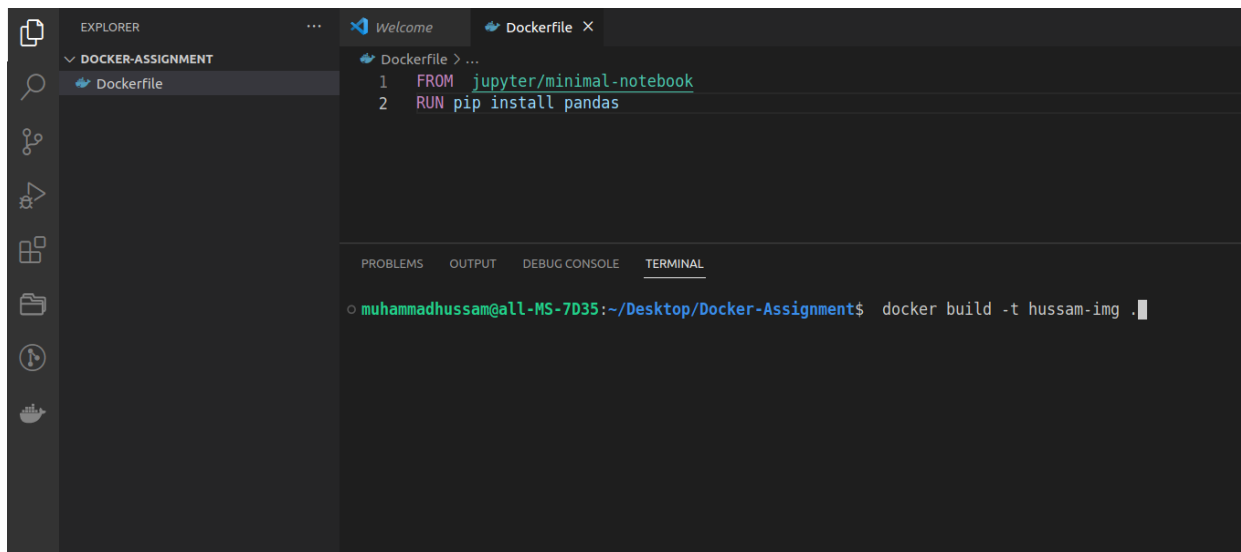 EXPLORER ···
DOCKER-ASSIGNMENT
Dockerfile
Welcome Dockerfile
Dockerfile > ...
1 FROM  jupyter/minimal-notebook
2 RUN pip install pandas
PROBLEMS OUTPUT DEBUG CONSOLE TERMINAL
muhammadhussam@all-MS-7D35:~/Desktop/Docker-Assignment$  docker build -t hussam-img .